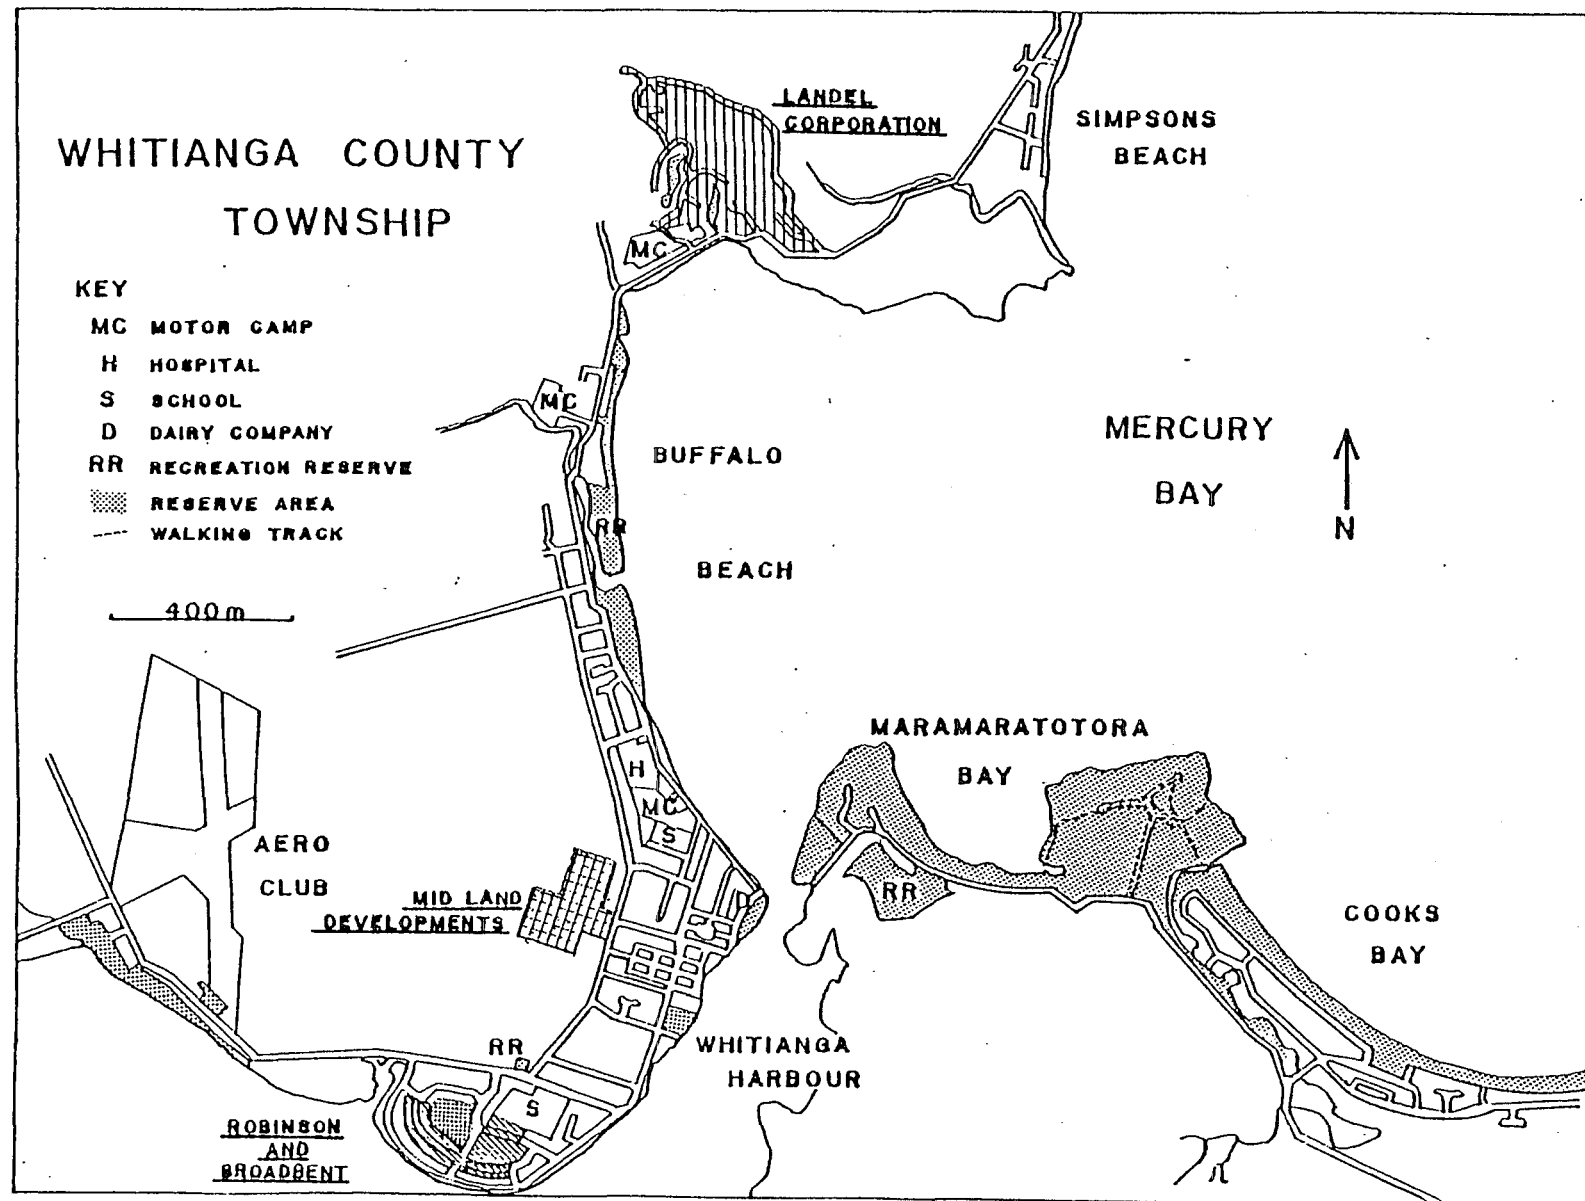 WHITIANGA COUNTY
TOWNSHIP
KEY
MC MOTOR CAMP
H HOSPITAL
S SCHOOL
D DAIRY COMPANY
RR RECREATION RESERVE
RESERVE AREA
WALKING TRACK
400m
LANDEL
CORPORATION
SIMPSONS
BEACH
MC
MC
BUFFALO
BEACH
RR
MERCURY
BAY
N
MARAMARATOTORA
BAY
H
MC
S
D
AERO
CLUB
MID LAND
DEVELOPMENTS
RR
COOKS
BAY
WHITIANGA
HARBOUR
RR
S
ROBINSON
AND
BROADBENT